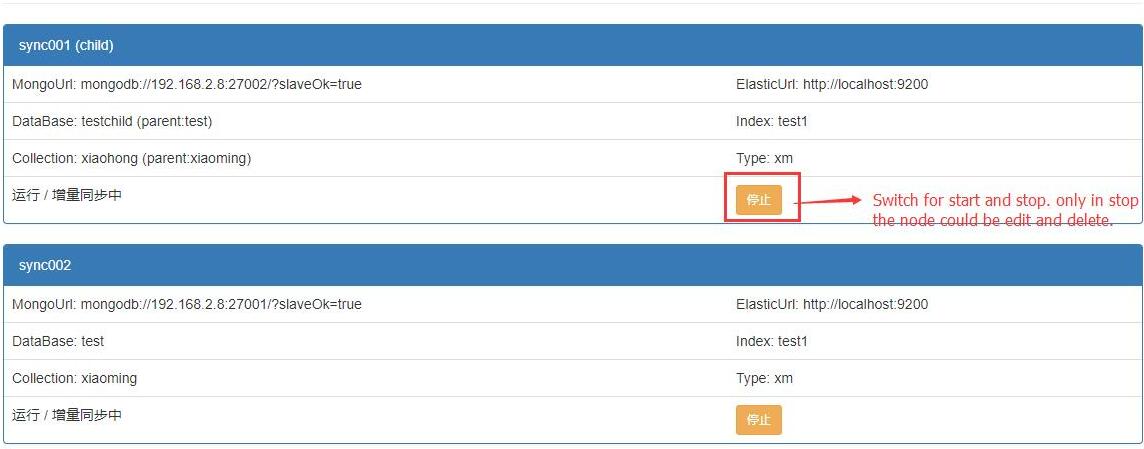 sync001 (child)
MongoUrl: mongodb://192.168.2.8:27002/?slaveOk=true
ElasticUrl: http://localhost:9200
DataBase: testchild (parent:test)
Index: test1
Collection: xiaohong (parent:xiaoming)
Type: xm
运行 / 增量同步中
停止
Switch for start and stop. only in stop
the node could be edit and delete.
sync002
MongoUrl: mongodb://192.168.2.8:27001/?slaveOk=true
ElasticUrl: http://localhost:9200
DataBase: test
Index: test1
Collection: xiaoming
Type: xm
运行 / 增量同步中
停止